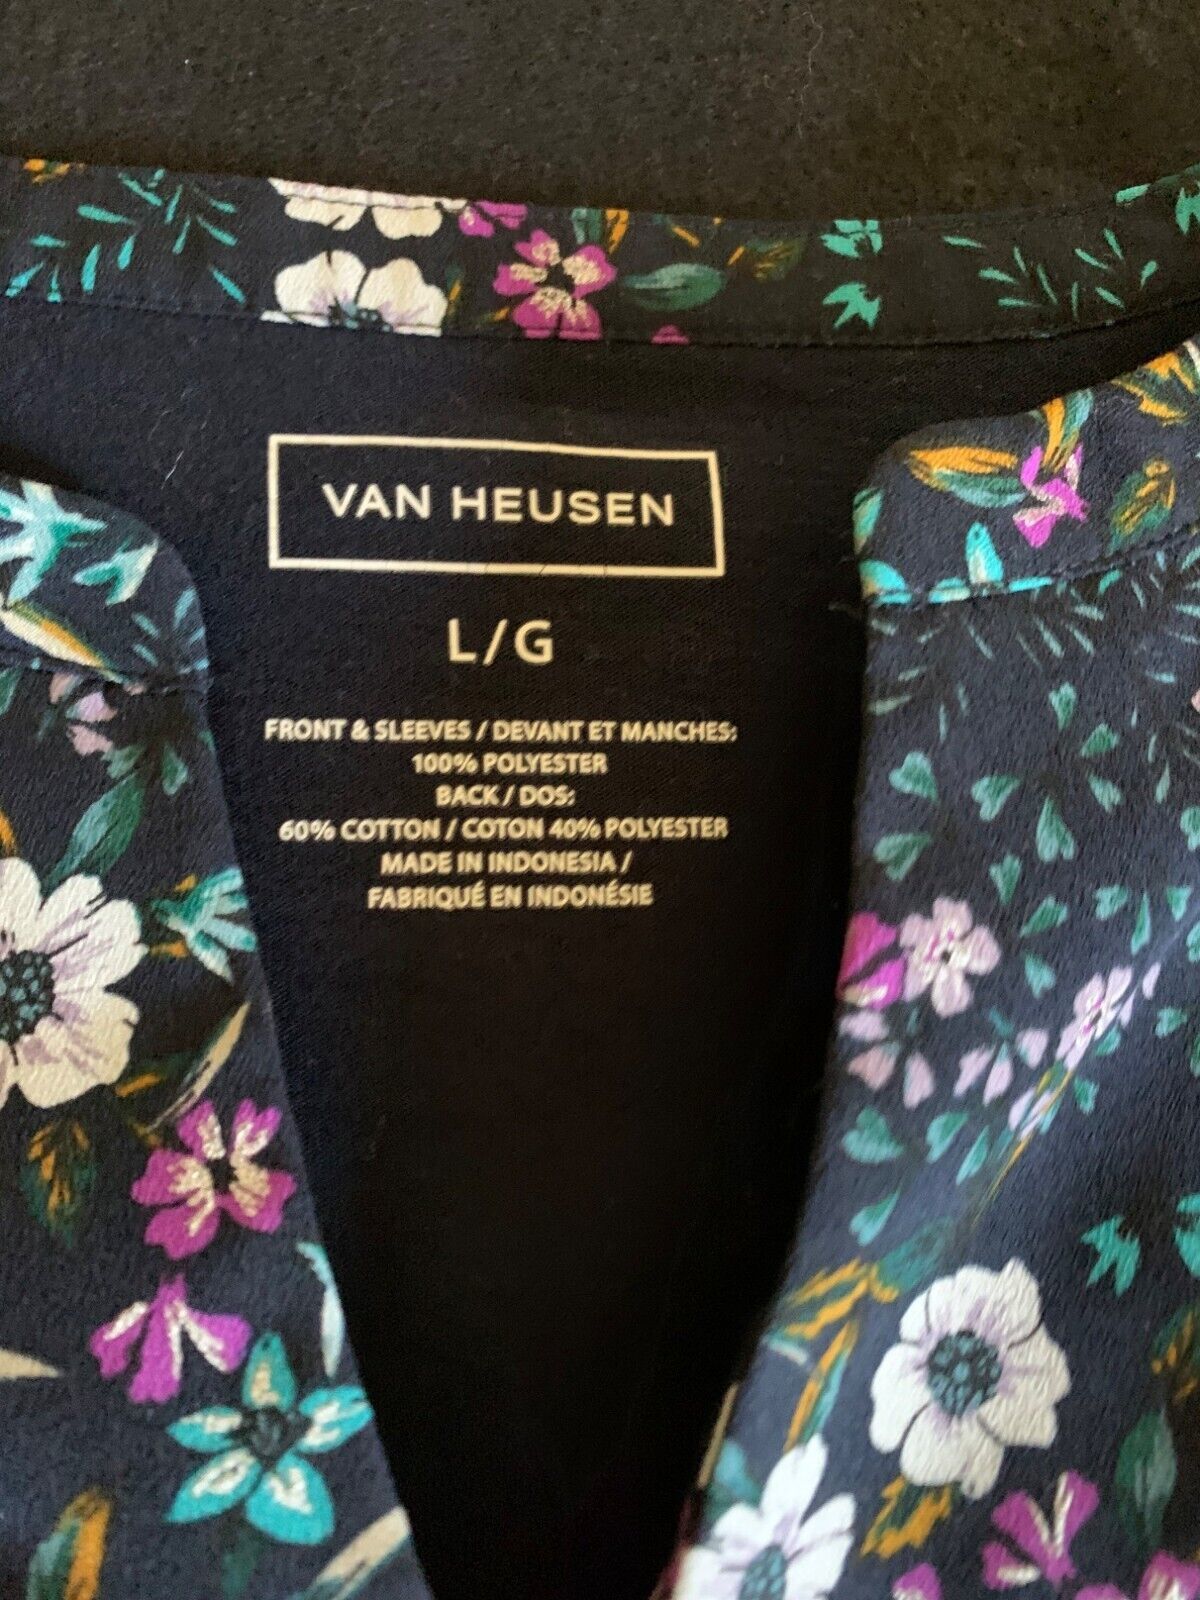 VAN HEUSEN
L/G
FRONT & SLEEVES / DEVANT ET MANCHES:
100% POLYESTER
BACK / DOS:
60% COTTON / COTON 40% POLYESTER
MADE IN INDONESIA /
FABRIQUÉ EN INDONÉSIE